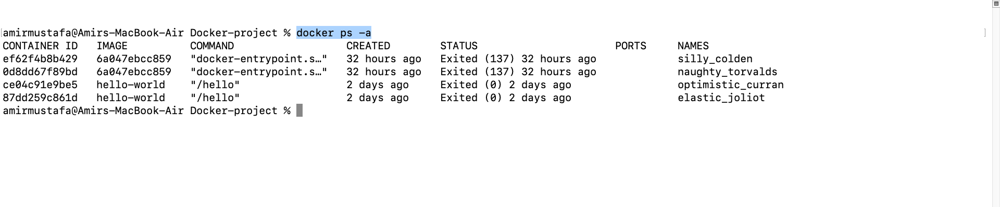 amirmustafa@Amirs-MacBook-Air Docker-project % docker ps -a
CONTAINER ID   IMAGE          COMMAND                  CREATED        STATUS                      PORTS     NAMES
ef62f4b8b429   6a047ebcc859   "docker-entrypoint.s…"   32 hours ago   Exited (137) 32 hours ago             silly_colden
0d8dd67f89bd   6a047ebcc859   "docker-entrypoint.s…"   32 hours ago   Exited (137) 32 hours ago             naughty_torvalds
ce04c91e9be5   hello-world    "/hello"                 2 days ago     Exited (0) 2 days ago                 optimistic_curran
87dd259c861d   hello-world    "/hello"                 2 days ago     Exited (0) 2 days ago                 elastic_joliot
amirmustafa@Amirs-MacBook-Air Docker-project %